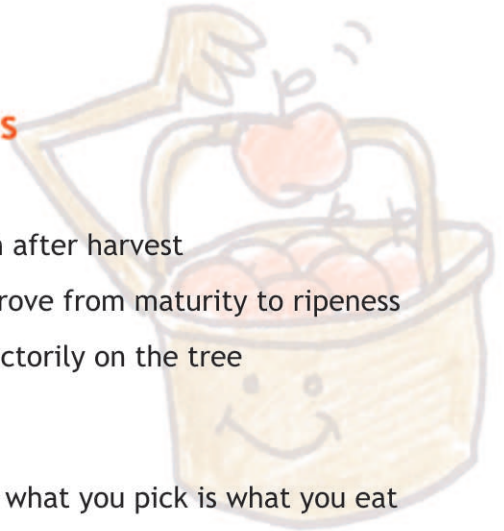 s
after harvest
rove from maturity to ripeness
ctorily on the tree
what you pick is what you eat